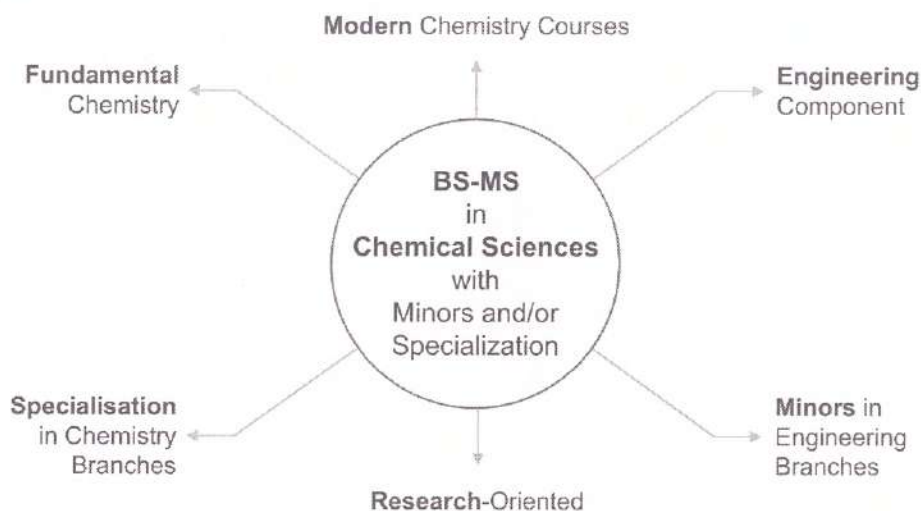 Modern Chemistry Courses
Fundamental
Chemistry
Engineering
Component
BS-MS
in
Chemical Sciences
with
Minors and/or
Specialization
Specialisation
in Chemistry
Branches
Minors in
Engineering
Branches
Research-Oriented